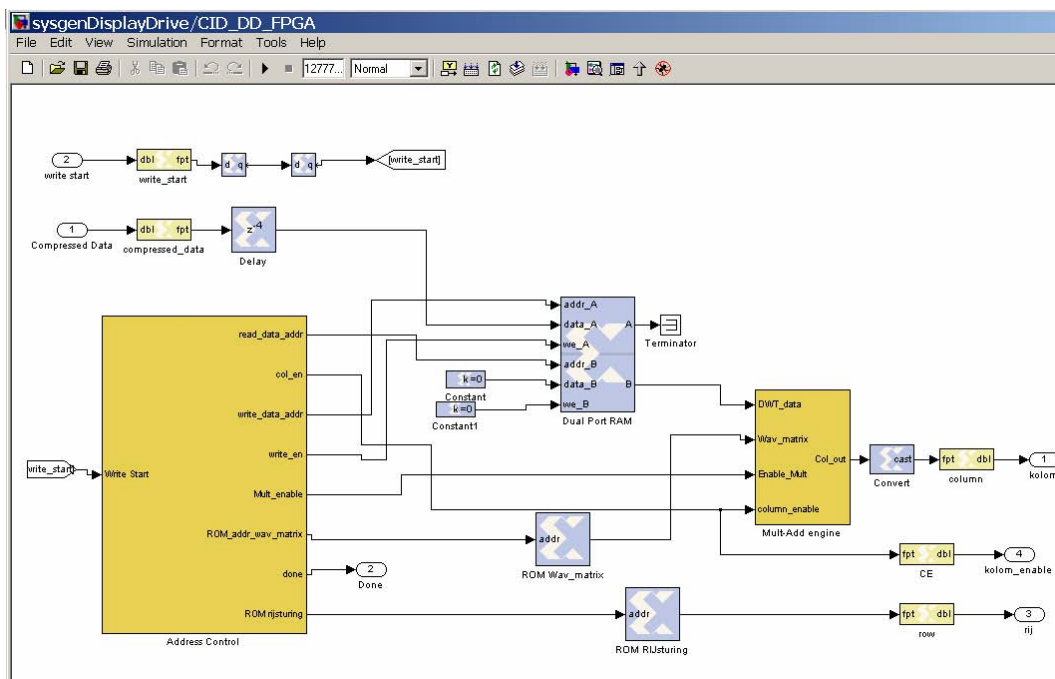 sysgenDisplayDrive/CID_DD_FPGA
File Edit View Simulation Format Tools Help
12777... Normal
2
write start
dbl fpt
write_start
d q
d q
[write_start]
1
Compressed Data
dbl fpt
compressed_data
z-4
Delay
write_start
Write Start
read_data_addr
col_en
write_data_addr
write_en
Mult_enable
ROM_addr_wav_matrix
done
ROM rijsturing
Address Control
2
Done
k=0
Constant
k=0
Constant1
addr_A
data_A
we_A
addr_B
data_B
we_B
A
B
Dual Port RAM
Terminator
addr
ROM Wav_matrix
addr
ROM RIJsturing
DWT_data
Wav_matrix
Enable_Mult
column_enable
Col_out
Mult-Add engine
cast
Convert
fpt dbl
column
1
kolom
fpt dbl
CE
4
kolom_enable
fpt dbl
row
3
rij